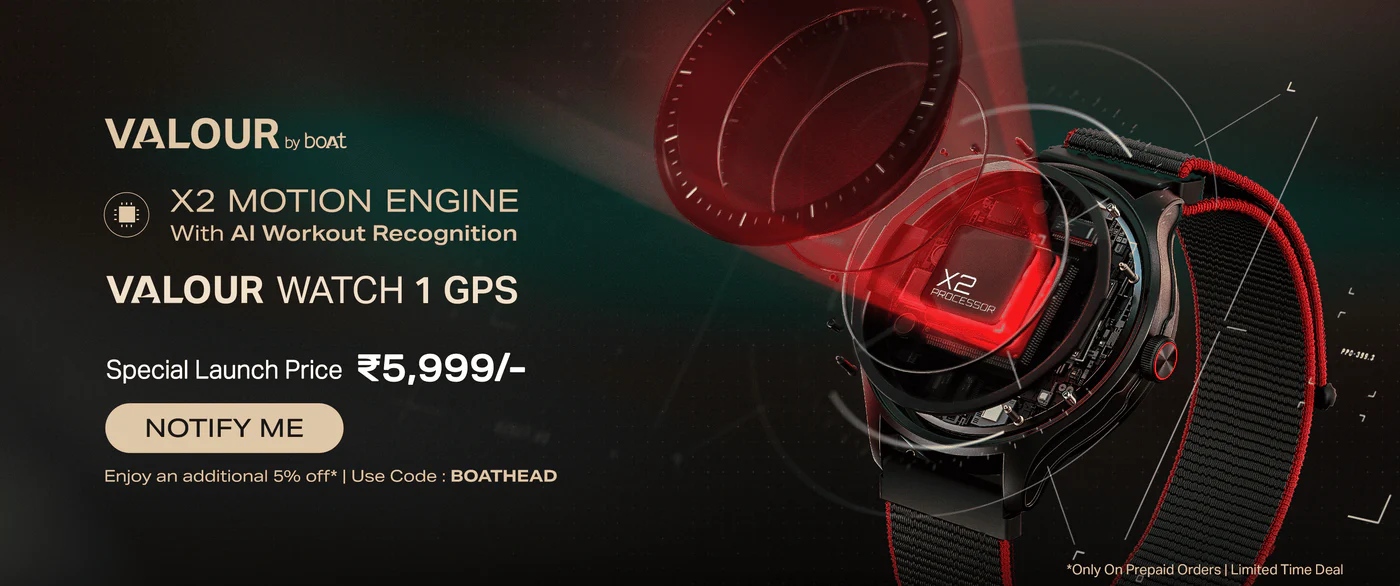 VALOUR by boAt
X2 MOTION ENGINE
With AI Workout Recognition
VALOUR WATCH 1 GPS
Special Launch Price ₹5,999/-
NOTIFY ME
Enjoy an additional 5% off* | Use Code : BOATHEAD
X2
PROCESSOR
*Only On Prepaid Orders | Limited Time Deal